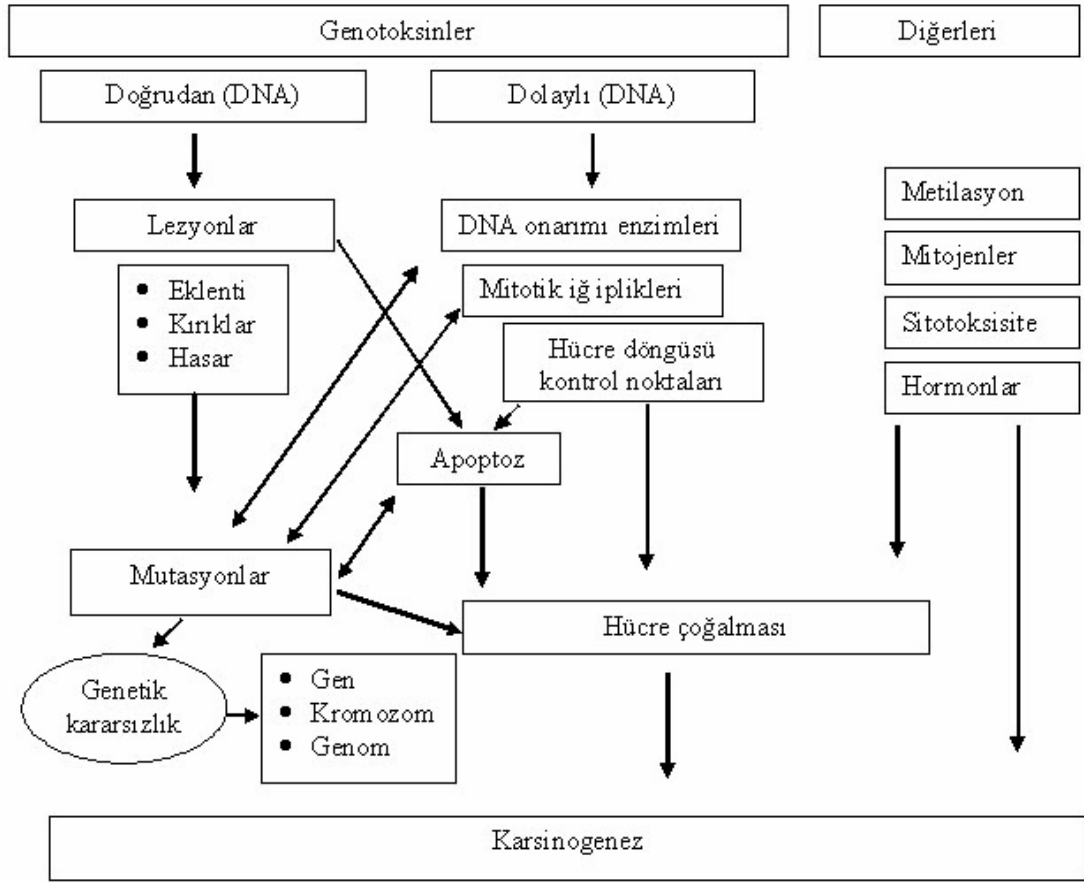 Genotoksinler
Diğerleri
Doğrudan (DNA)
Dolaylı (DNA)
Lezyonlar
DNA onarımı enzimleri
Metilasyon
• Eklenti
• Kırıklar
• Hasar
Mitotik iğ iplikleri
Mitojenler
Hücre döngüsü
kontrol noktaları
Sitotoksisite
Hormonlar
Apoptoz
Mutasyonlar
Hücre çoğalması
Genetik
kararsızlık
• Gen
• Kromozom
• Genom
Karsinogenez